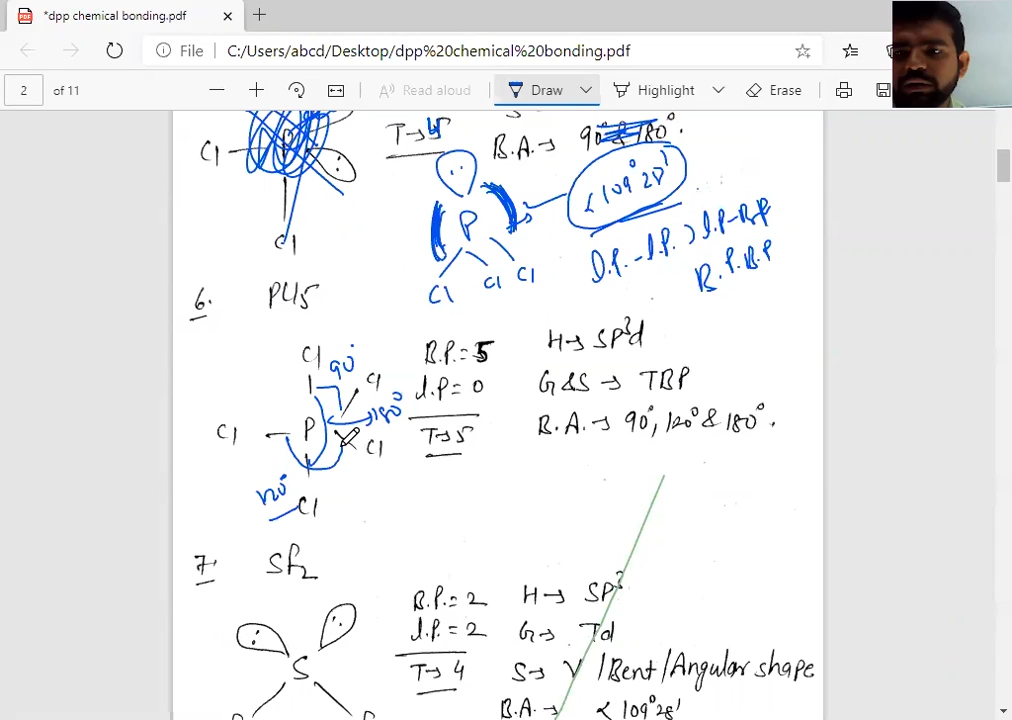 *dpp chemical bonding.pdf
File C:/Users/abcd/Desktop/dpp%20chemical%20bonding.pdf
2 of 11 Read aloud Draw Highlight Erase
Cl
T→ 4
B.A.→ 90° & 180°.
Cl
: P
Cl Cl Cl
< 109° 28'
l.P.-l.P. > l.P-B.P
B.P.B.P
6. PCl5
Cl 90°
Cl
Cl P 180°
Cl
120° Cl
B.P.= 5
l.P = 0
T→ 5
H→ SP³d
G&S → TBP
B.A.→ 90°, 120° & 180°.
7. SF2
: :
S
B.P.= 2
l.P.= 2
T→ 4
H→ SP³
G→ Td
S→ V /Bent/Angular shape
B.A.→ < 109°28'